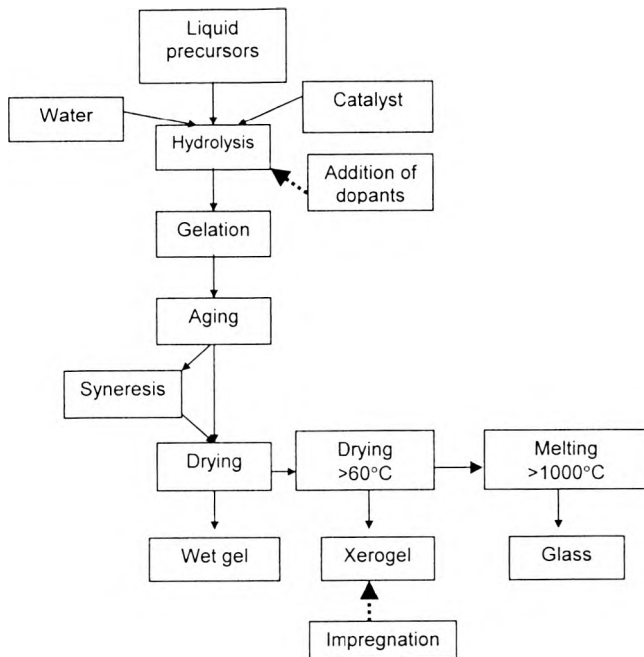 Liquid
precursors
Water
Catalyst
Hydrolysis
Addition of
dopants
Gelation
Aging
Syneresis
Drying
Drying
>60°C
Melting
>1000°C
Wet gel
Xerogel
Glass
Impregnation